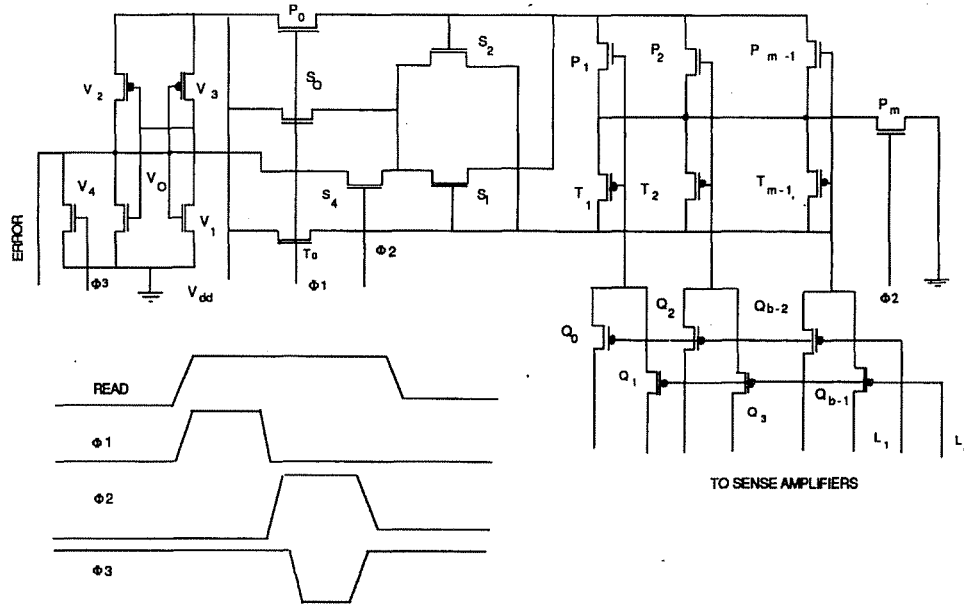 P0
S2
P1
P2
Pm-1
V2
V3
S0
Pm
V4
V0
V1
S4
S1
T1
T2
Tm-1,
ERROR
T0
Φ2
Φ3
Vdd
Φ1
Φ2
Q0
Q2
Qb-2
Q1
Q3
Qb-1
L1
L
READ
Φ1
Φ2
Φ3
TO SENSE AMPLIFIERS